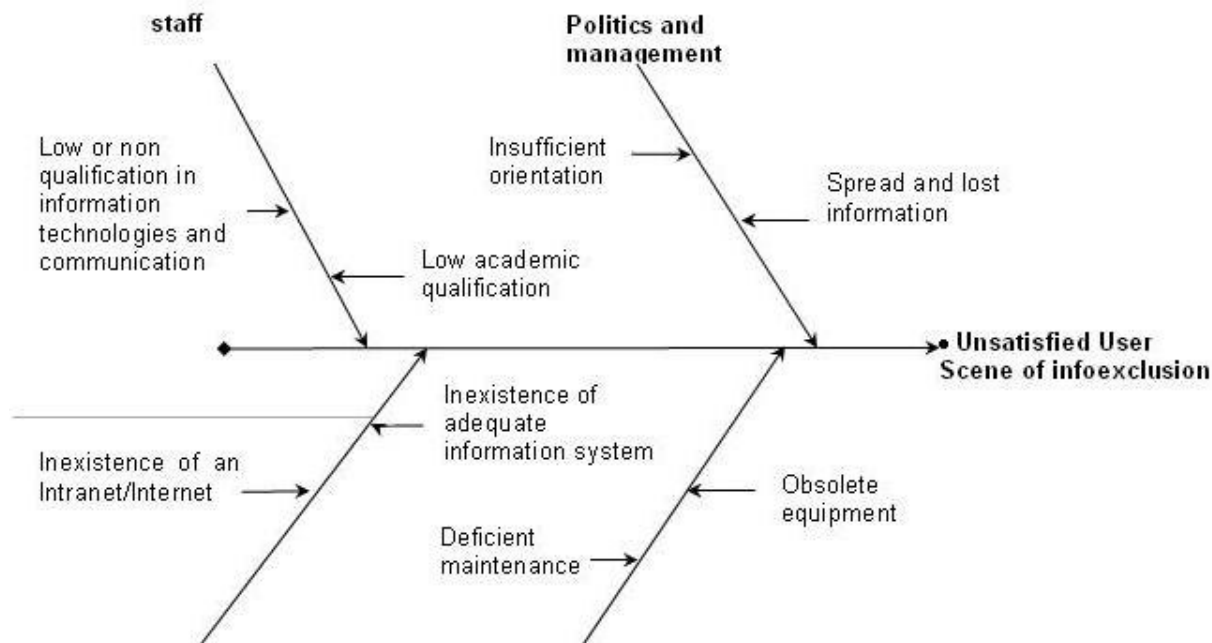 staff
Politics and
management
Low or non
qualification in
information
technologies and
communication
Low academic
qualification
Insufficient
orientation
Spread and lost
information
• Unsatisfied User
Scene of infoexclusion
Inexistence of an
Intranet/Internet
Inexistence of
adequate
information system
Deficient
maintenance
Obsolete
equipment